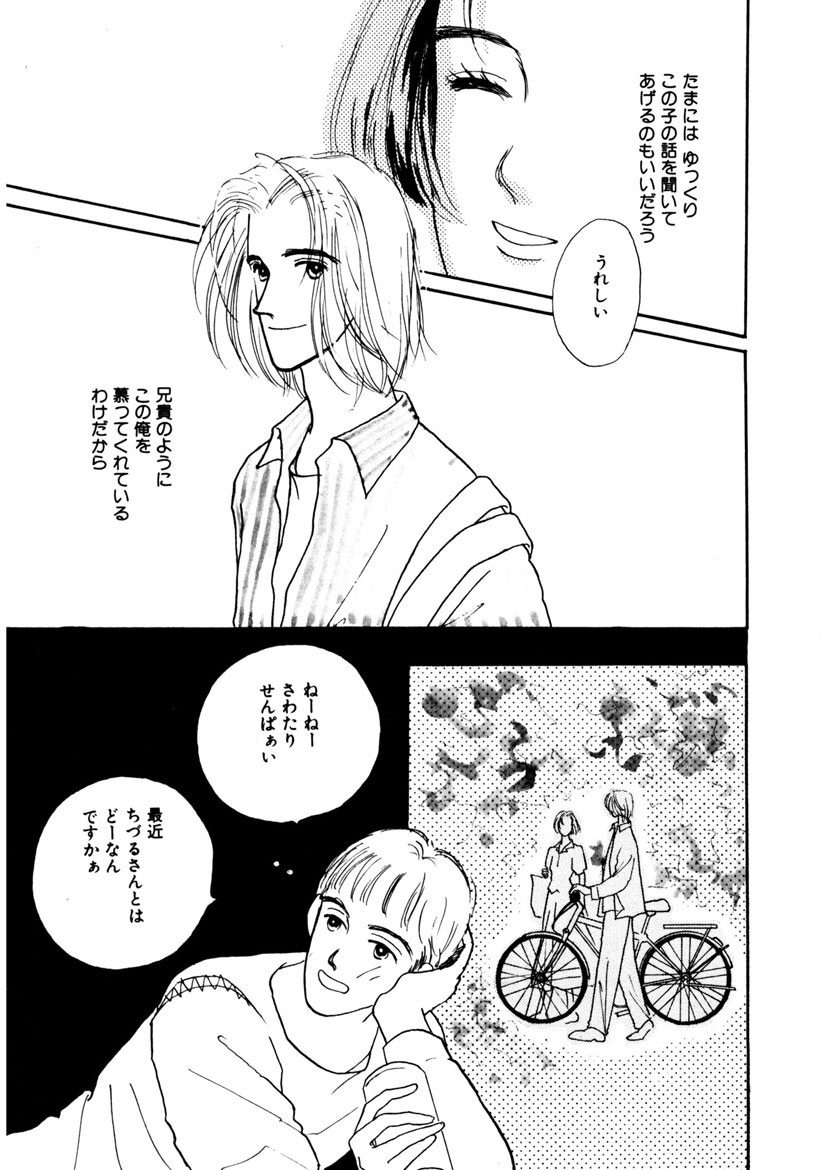 たまには ゆっくり
この子の話を聞いて
あげるのもいいだろう
うれしい
兄貴のように
この俺を
慕ってくれている
わけだから
ねーねー
さわたり
せんぱぁい
最近
ちづるさんとは
どーなん
ですかぁ